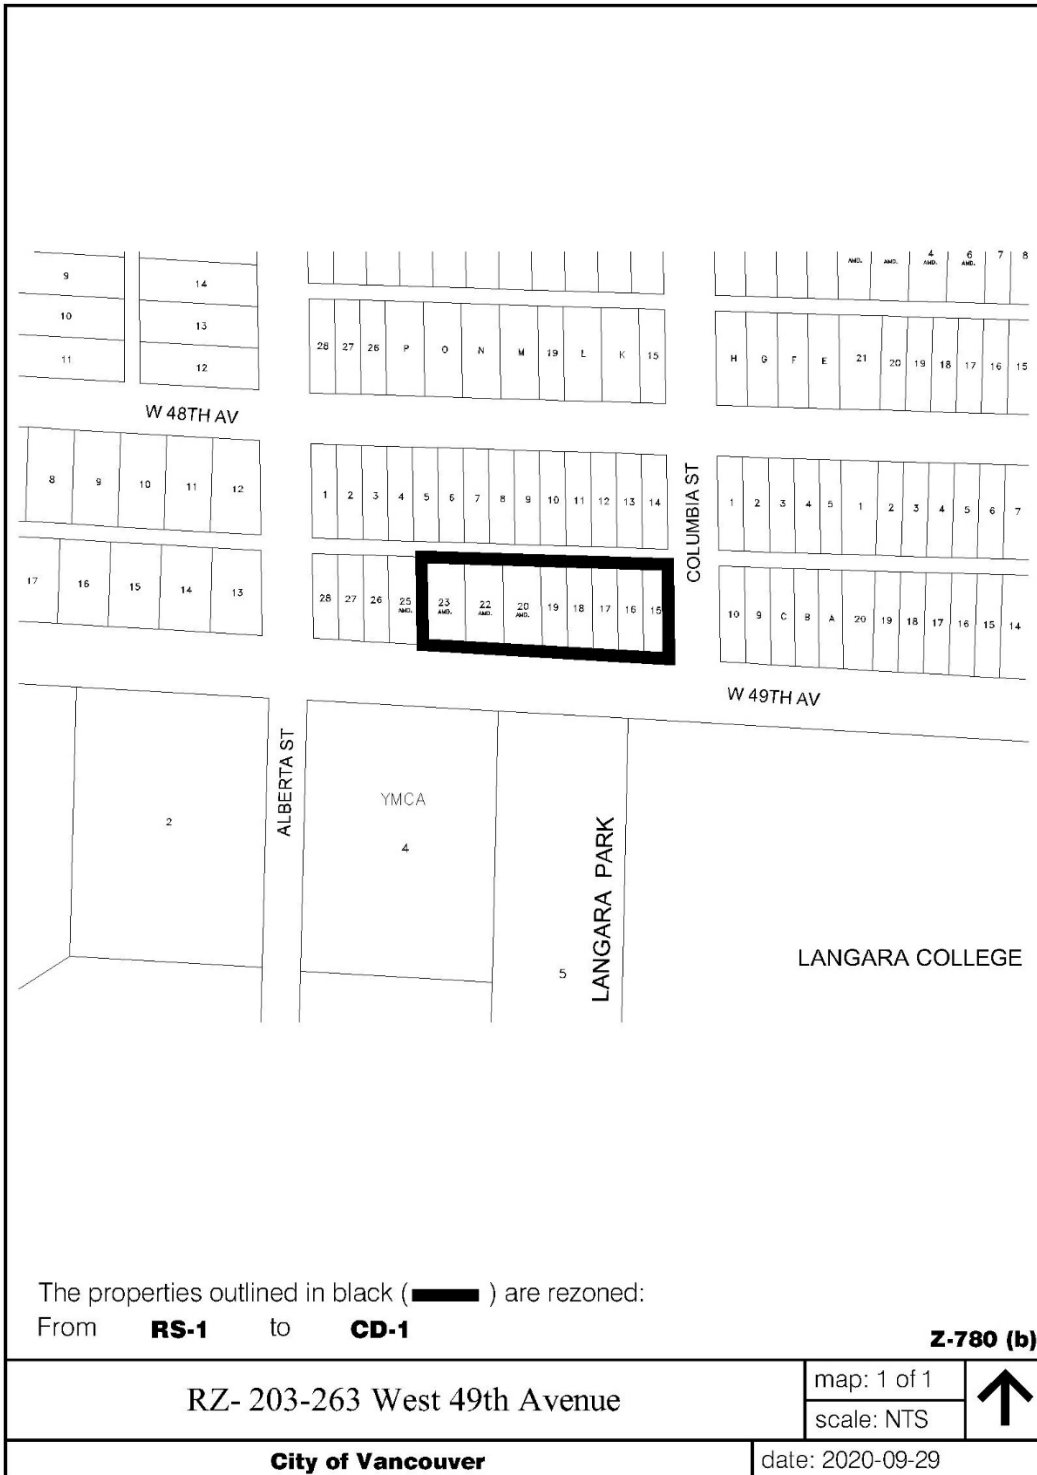 4 6 7 8
AMD. AMD. AMD. AMD.
9 14
10 13
11 12
28 27 26 P O N M 19 L K 15
H G F E 21 20 19 18 17 16 15
W 48TH AV
8 9 10 11 12
1 2 3 4 5 6 7 8 9 10 11 12 13 14
COLUMBIA ST
1 2 3 4 5 1 2 3 4 5 6 7
17 16 15 14 13
28 27 26 25 23 22 20 19 18 17 16 15
AMD. AMD. AMD. AMD.
10 9 C B A 20 19 18 17 16 15 14
W 49TH AV
ALBERTA ST
2
YMCA
4
LANGARA PARK
5
LANGARA COLLEGE
The properties outlined in black ( ) are rezoned:
From RS-1 to CD-1
Z-780 (b)
RZ- 203-263 West 49th Avenue
map: 1 of 1
scale: NTS
City of Vancouver
date: 2020-09-29